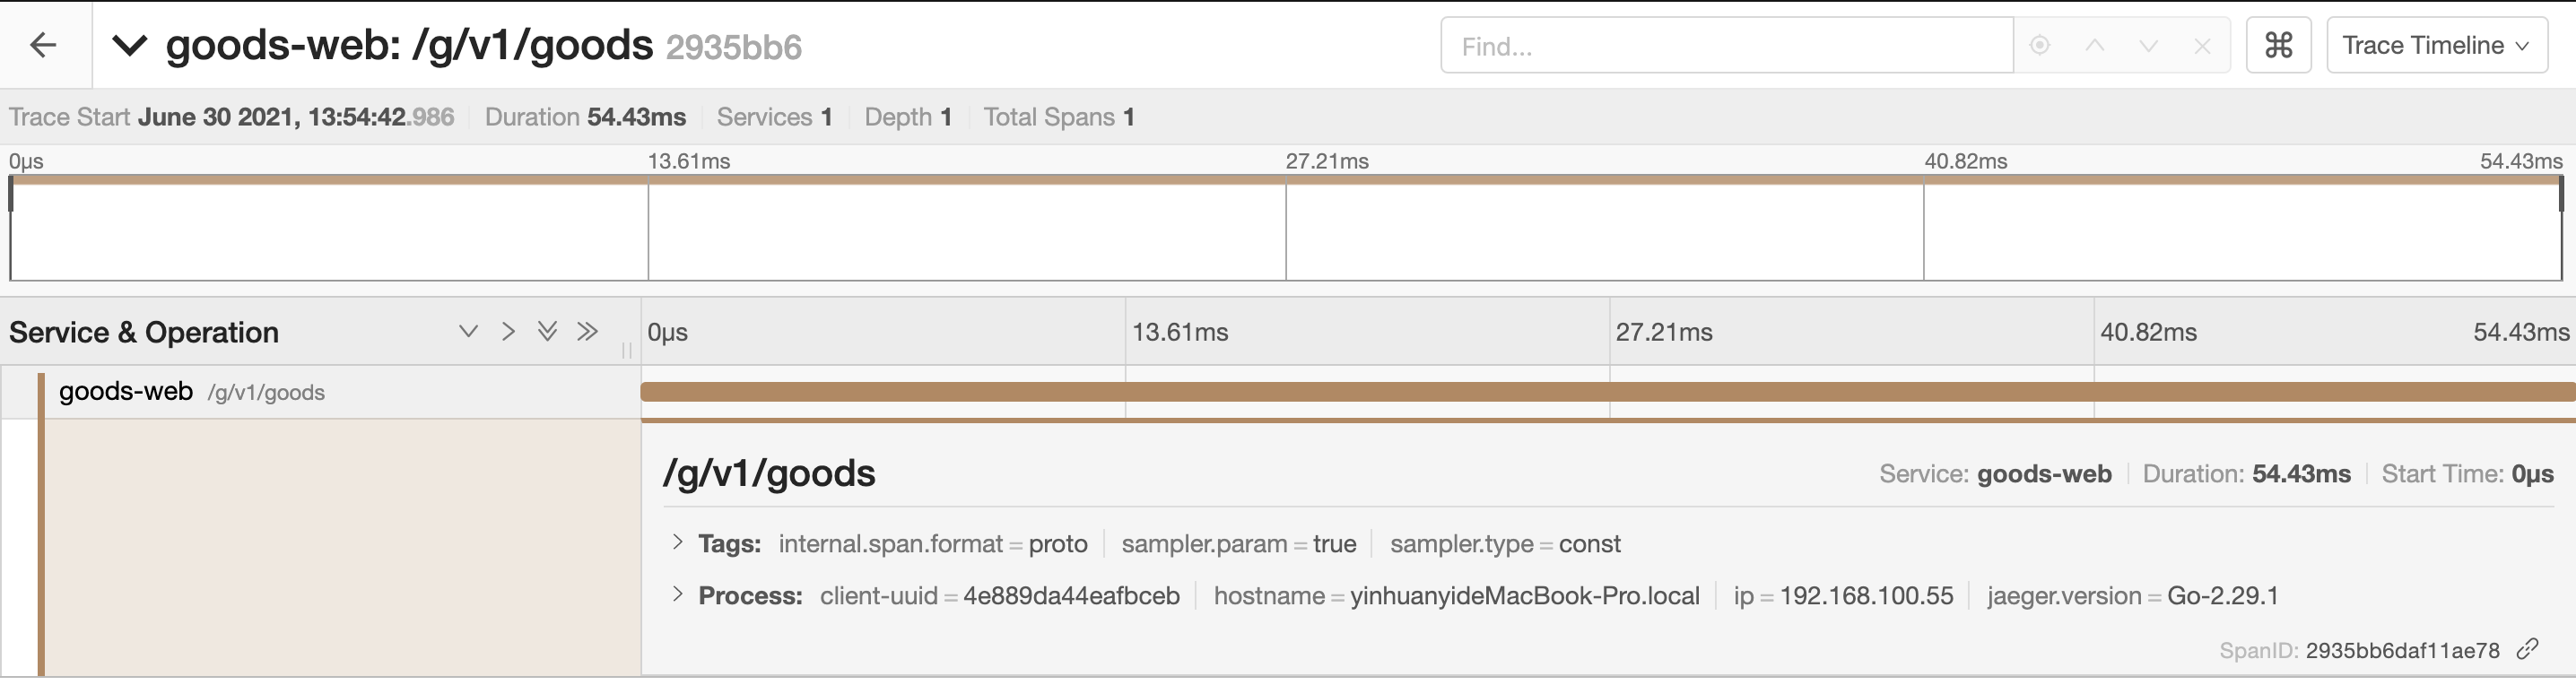 goods-web: /g/v1/goods 2935bb6 Find... ⌘ Trace Timeline
Trace Start June 30 2021, 13:54:42.986 Duration 54.43ms Services 1 Depth 1 Total Spans 1
0μs 13.61ms 27.21ms 40.82ms 54.43ms
Service & Operation 0μs 13.61ms 27.21ms 40.82ms 54.43ms
goods-web /g/v1/goods
/g/v1/goods Service: goods-web Duration: 54.43ms Start Time: 0μs
Tags: internal.span.format = proto sampler.param = true sampler.type = const
Process: client-uuid = 4e889da44eafbceb hostname = yinhuanyideMacBook-Pro.local ip = 192.168.100.55 jaeger.version = Go-2.29.1
SpanID: 2935bb6daf11ae78